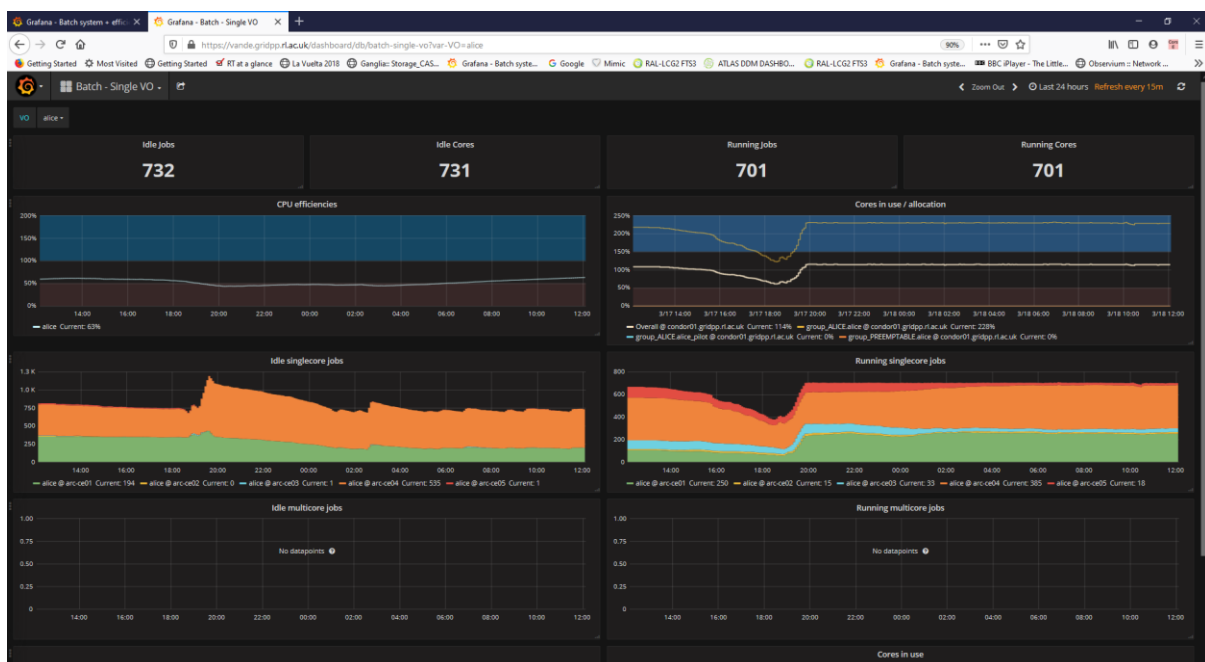 Grafana - Batch system + effici
Grafana - Batch - Single VO
https://vande.gridpp.rl.ac.uk/dashboard/db/batch-single-vo?var-VO=alice
90%
Getting Started Most Visited Getting Started RT at a glance La Vuelta 2018 Ganglia:: Storage_CAS... Grafana - Batch syste... Google Mimic RAL-LCG2 FTS3 ATLAS DDM DASHBO... RAL-LCG2 FTS3 Grafana - Batch syste... BBC iPlayer - The Little... Observium :: Network ...
Batch - Single VO
Zoom Out Last 24 hours Refresh every 15m
VO alice
Idle Jobs
732
Idle Cores
731
Running Jobs
701
Running Cores
701
CPU efficiencies
200%
150%
100%
50%
0%
14:00 16:00 18:00 20:00 22:00 00:00 02:00 04:00 06:00 08:00 10:00 12:00
alice Current: 63%
Cores in use / allocation
250%
200%
150%
100%
50%
0%
3/17 14:00 3/17 16:00 3/17 18:00 3/17 20:00 3/17 22:00 3/18 00:00 3/18 02:00 3/18 04:00 3/18 06:00 3/18 08:00 3/18 10:00 3/18 12:00
Overall @ condor01.gridpp.rl.ac.uk Current: 114% group_ALICE.alice @ condor01.gridpp.rl.ac.uk Current: 228%
group_ALICE.alice_pilot @ condor01.gridpp.rl.ac.uk Current: 0% group_PREEMPTABLE.alice @ condor01.gridpp.rl.ac.uk Current: 0%
Idle singlecore jobs
1.3 K
1.0 K
750
500
250
0
14:00 16:00 18:00 20:00 22:00 00:00 02:00 04:00 06:00 08:00 10:00 12:00
alice @ arc-ce01 Current: 194 alice @ arc-ce02 Current: 0 alice @ arc-ce03 Current: 1 alice @ arc-ce04 Current: 535 alice @ arc-ce05 Current: 1
Running singlecore jobs
800
600
400
200
0
14:00 16:00 18:00 20:00 22:00 00:00 02:00 04:00 06:00 08:00 10:00 12:00
alice @ arc-ce01 Current: 250 alice @ arc-ce02 Current: 15 alice @ arc-ce03 Current: 33 alice @ arc-ce04 Current: 385 alice @ arc-ce05 Current: 18
Idle multicore jobs
1.00
0.75
0.50
0.25
0
No datapoints
14:00 16:00 18:00 20:00 22:00 00:00 02:00 04:00 06:00 08:00 10:00 12:00
Running multicore jobs
1.00
0.75
0.50
0.25
0
No datapoints
14:00 16:00 18:00 20:00 22:00 00:00 02:00 04:00 06:00 08:00 10:00 12:00
Cores in use